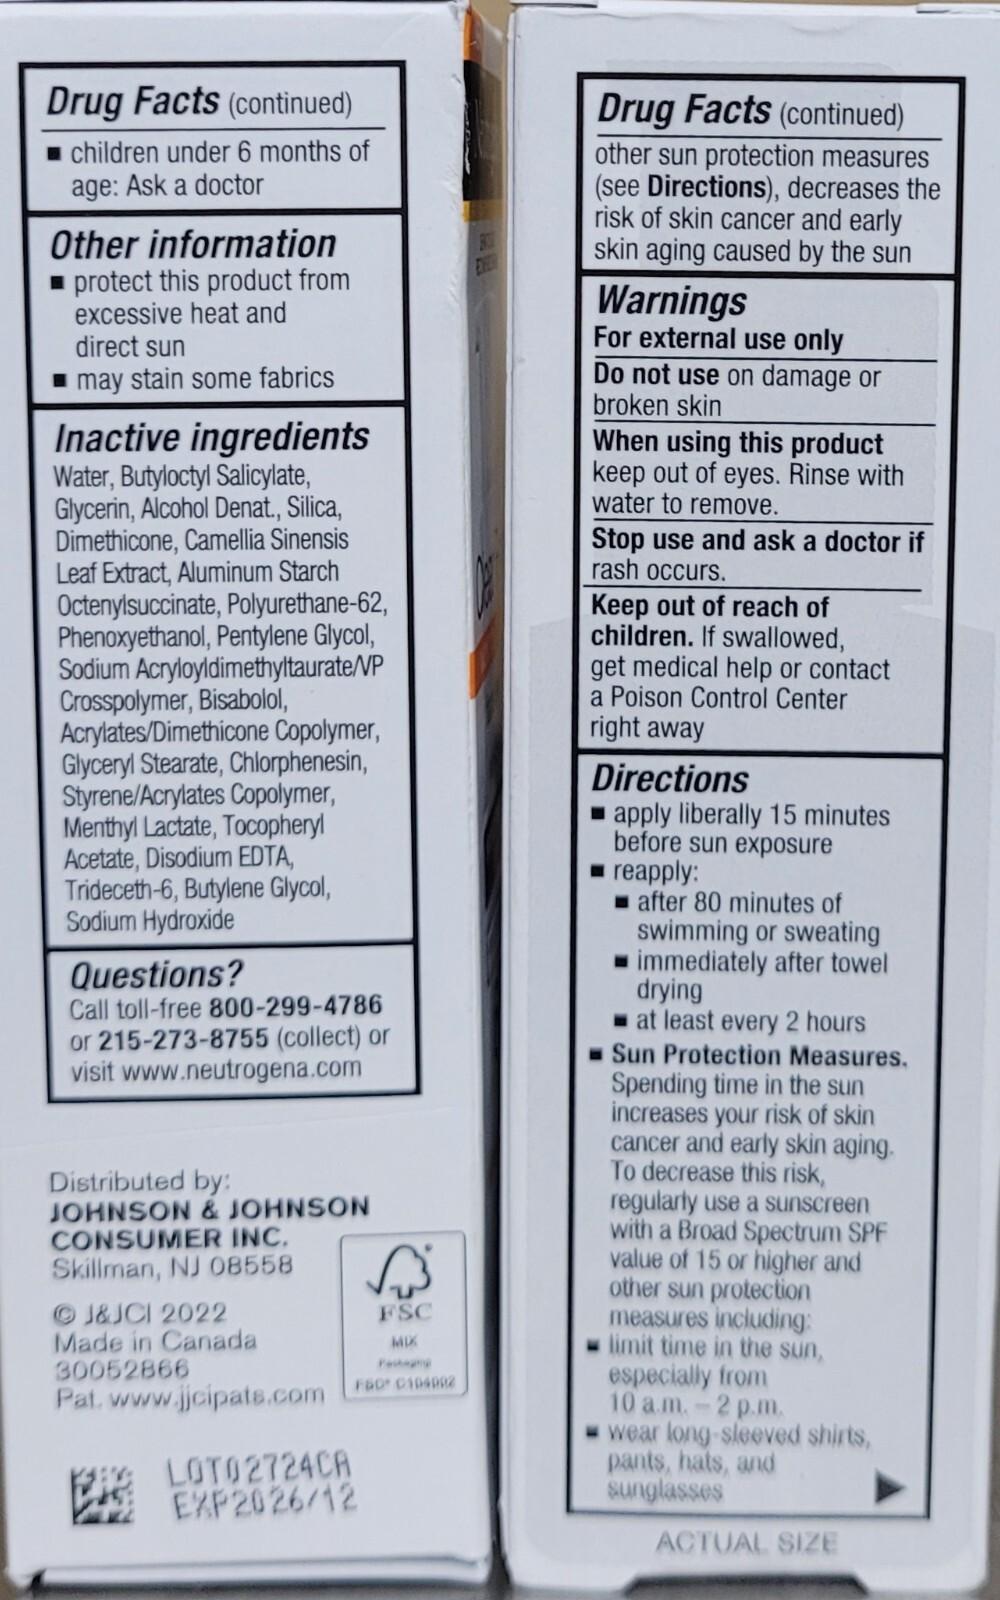 Drug Facts (continued)
■ children under 6 months of
age: Ask a doctor
Other information
■ protect this product from
excessive heat and
direct sun
■ may stain some fabrics
Inactive ingredients
Water, Butyloctyl Salicylate,
Glycerin, Alcohol Denat., Silica,
Dimethicone, Camellia Sinensis
Leaf Extract, Aluminum Starch
Octenylsuccinate, Polyurethane-62,
Phenoxyethanol, Pentylene Glycol,
Sodium Acryloyldimethyltaurate/VP
Crosspolymer, Bisabolol,
Acrylates/Dimethicone Copolymer,
Glyceryl Stearate, Chlorphenesin,
Styrene/Acrylates Copolymer,
Menthyl Lactate, Tocopheryl
Acetate, Disodium EDTA,
Trideceth-6, Butylene Glycol,
Sodium Hydroxide
Questions?
Call toll-free 800-299-4786
or 215-273-8755 (collect) or
visit www.neutrogena.com
Distributed by:
JOHNSON & JOHNSON
CONSUMER INC.
Skillman, NJ 08558
© J&JCI 2022
Made in Canada
30052866
Pat. www.jjcipats.com
FSC
MIX
Packaging
FSC® C104002
LOT02724CA
EXP2026/12
Drug Facts (continued)
other sun protection measures
(see Directions), decreases the
risk of skin cancer and early
skin aging caused by the sun
Warnings
For external use only
Do not use on damage or
broken skin
When using this product
keep out of eyes. Rinse with
water to remove.
Stop use and ask a doctor if
rash occurs.
Keep out of reach of
children. If swallowed,
get medical help or contact
a Poison Control Center
right away
Directions
■ apply liberally 15 minutes
before sun exposure
■ reapply:
■ after 80 minutes of
swimming or sweating
■ immediately after towel
drying
■ at least every 2 hours
■ Sun Protection Measures.
Spending time in the sun
increases your risk of skin
cancer and early skin aging.
To decrease this risk,
regularly use a sunscreen
with a Broad Spectrum SPF
value of 15 or higher and
other sun protection
measures including:
■ limit time in the sun,
especially from
10 a.m. – 2 p.m.
■ wear long-sleeved shirts,
pants, hats, and
sunglasses
ACTUAL SIZE